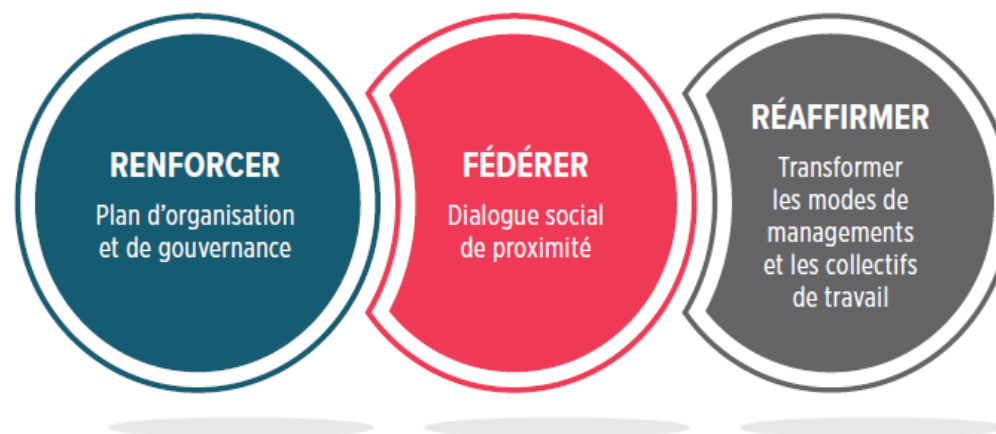 RENFORCER
Plan d’organisation
et de gouvernance
FÉDÉRER
Dialogue social
de proximité
RÉAFFIRMER
Transformer
les modes de
managements
et les collectifs
de travail